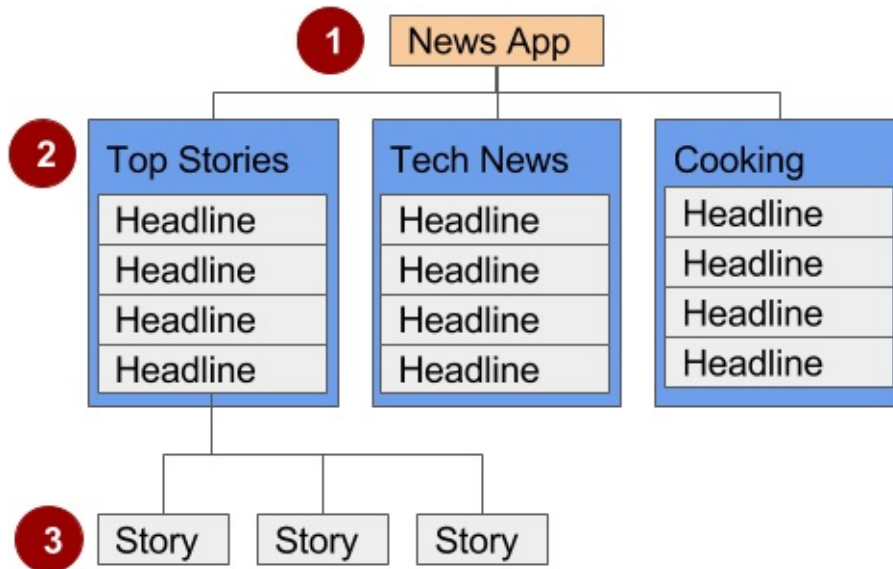 1
News App
2
Top Stories
Headline
Headline
Headline
Headline
Tech News
Headline
Headline
Headline
Headline
Cooking
Headline
Headline
Headline
Headline
3
Story
Story
Story